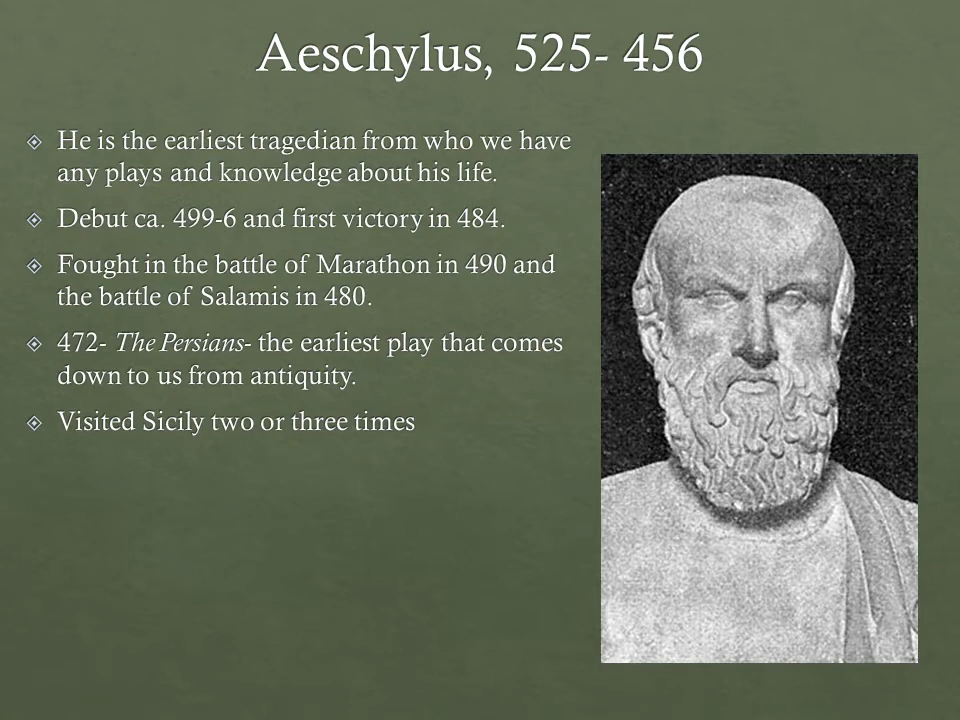 Aeschylus, 525- 456
He is the earliest tragedian from who we have
any plays and knowledge about his life.
Debut ca. 499-6 and first victory in 484.
Fought in the battle of Marathon in 490 and
the battle of Salamis in 480.
472- The Persians- the earliest play that comes
down to us from antiquity.
Visited Sicily two or three times